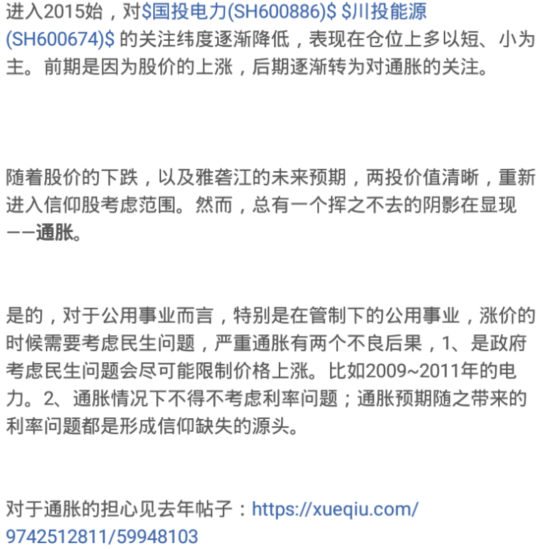 进入2015始，对$国投电力(SH600886)$ $川投能源
(SH600674)$ 的关注纬度逐渐降低，表现在仓位上多以短、小为
主。前期是因为股价的上涨，后期逐渐转为对通胀的关注。
随着股价的下跌，以及雅砻江的未来预期，两投价值清晰，重新
进入信仰股考虑范围。然而，总有一个挥之不去的阴影在显现
——通胀。
是的，对于公用事业而言，特别是在管制下的公用事业，涨价的
时候需要考虑民生问题，严重通胀有两个不良后果，1、是政府
考虑民生问题会尽可能限制价格上涨。比如2009~2011年的电
力。2、通胀情况下不得不考虑利率问题；通胀预期随之带来的
利率问题都是形成信仰缺失的源头。
对于通胀的担心见去年帖子：https://xueqiu.com/
9742512811/59948103